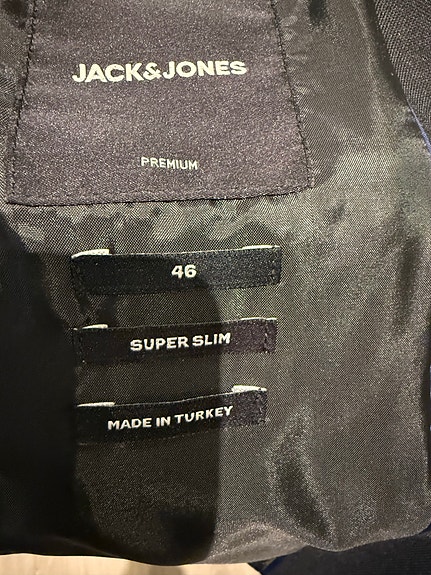 JACK&JONES
PREMIUM
46
SUPER SLIM
MADE IN TURKEY